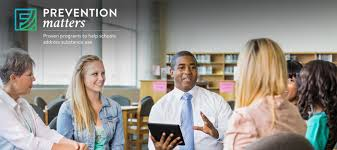 PREVENTION
matters
Proven programs to help schools
address substance use